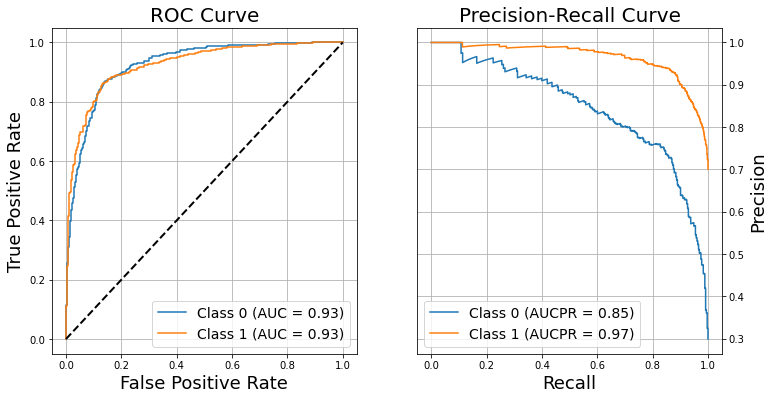 ROC Curve
True Positive Rate
1.0
0.8
0.6
0.4
0.2
0.0
0.0 0.2 0.4 0.6 0.8 1.0
False Positive Rate
Class 0 (AUC = 0.93)
Class 1 (AUC = 0.93)
Precision-Recall Curve
Precision
1.0
0.9
0.8
0.7
0.6
0.5
0.4
0.3
0.0 0.2 0.4 0.6 0.8 1.0
Recall
Class 0 (AUCPR = 0.85)
Class 1 (AUCPR = 0.97)